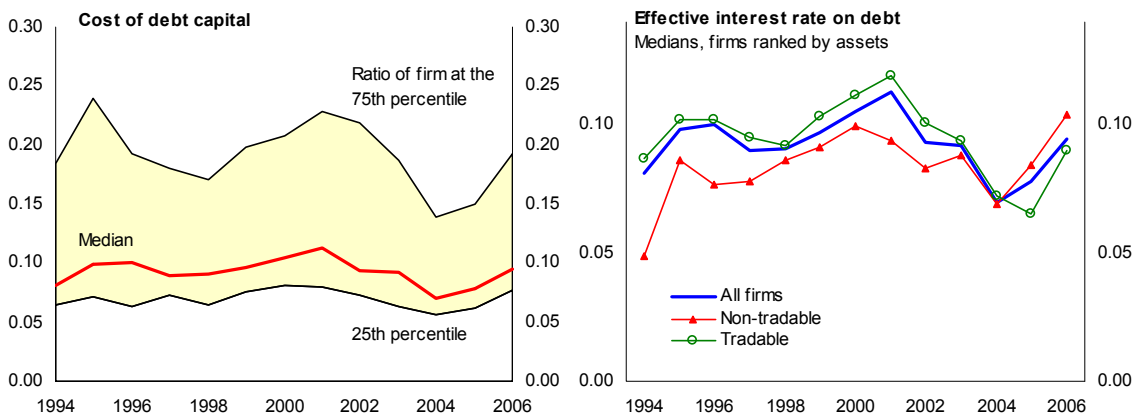 Cost of debt capital
0.30
0.25
0.20
0.15
0.10
0.05
0.00
0.30
0.25
0.20
0.15
0.10
0.05
0.00
Ratio of firm at the
75th percentile
Median
25th percentile
1994 1996 1998 2000 2002 2004 2006
Effective interest rate on debt
Medians, firms ranked by assets
0.10
0.05
0.00
0.10
0.05
0.00
All firms
Non-tradable
Tradable
1994 1996 1998 2000 2002 2004 2006